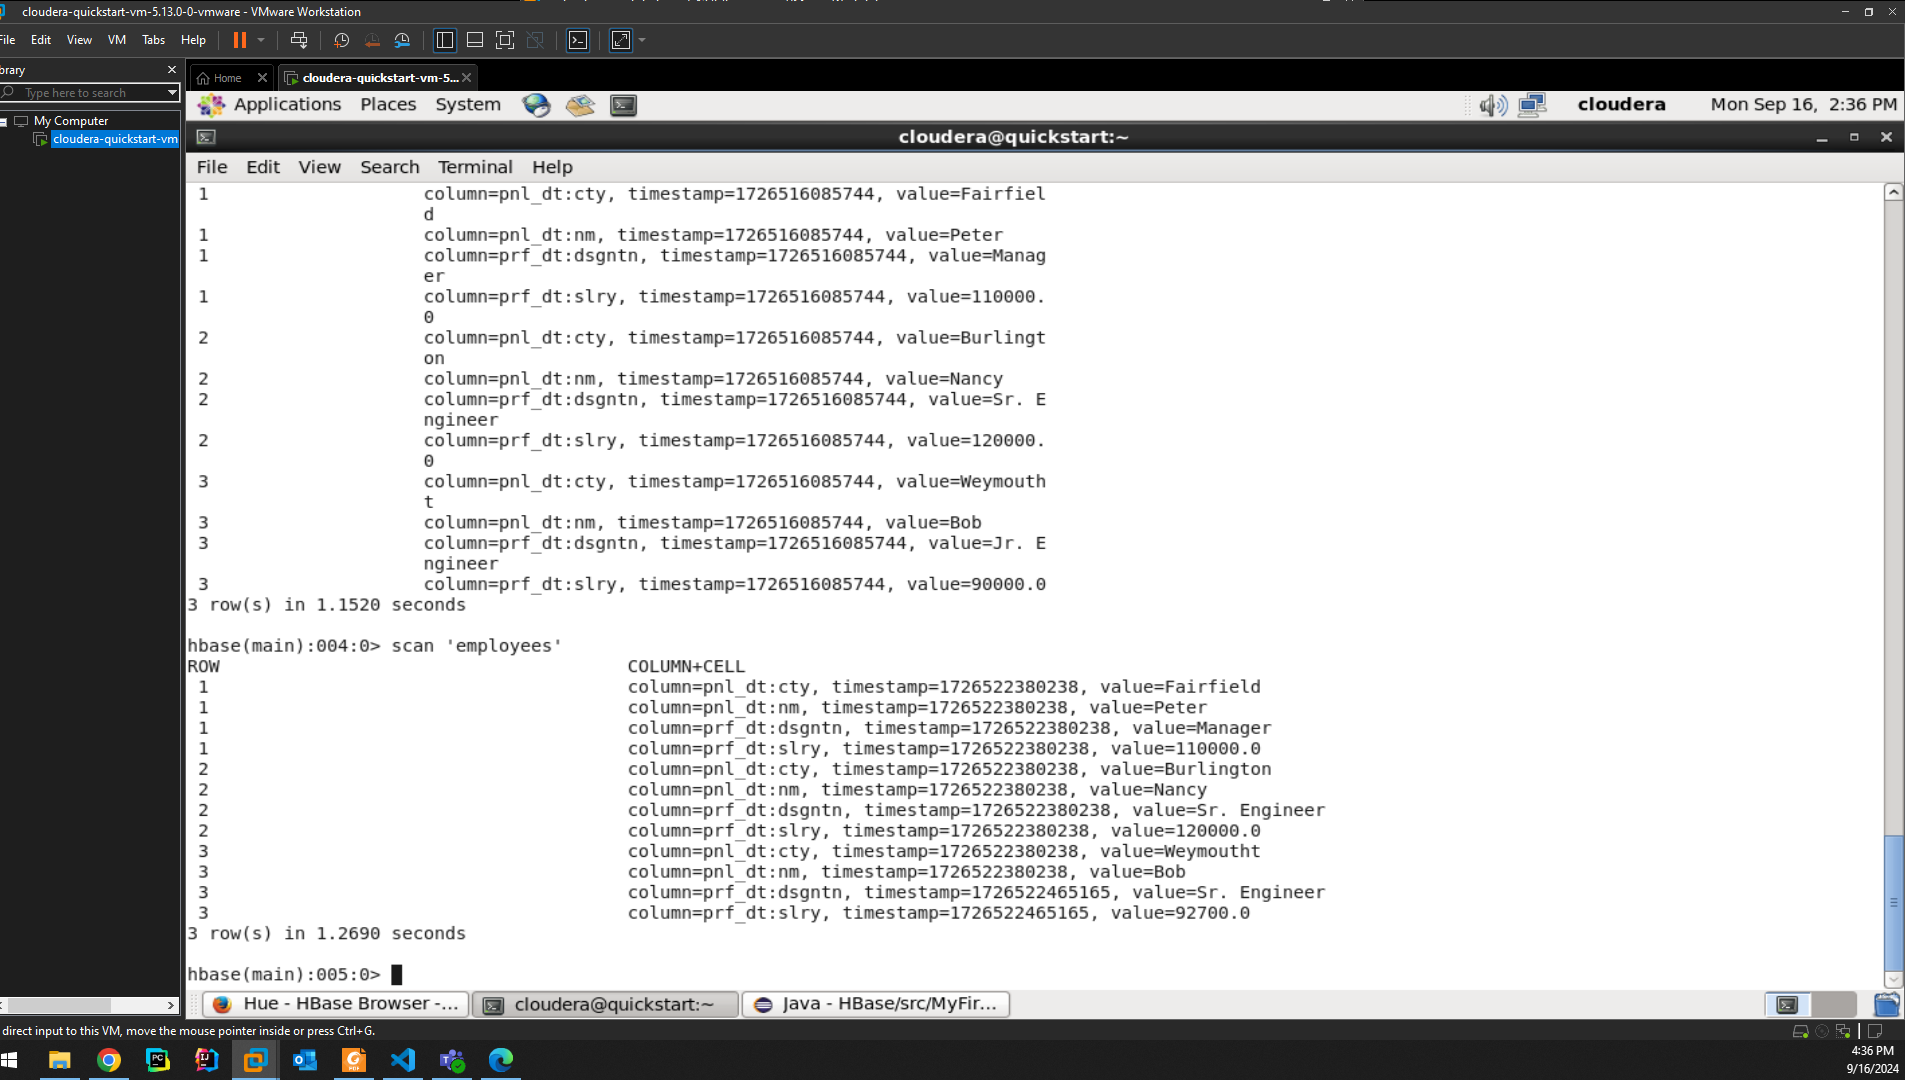 cloudera-quickstart-vm-5.13.0-0-vmware - VMware Workstation
File Edit View VM Tabs Help
Type here to search
My Computer
cloudera-quickstart-vm
Home
cloudera-quickstart-vm-5...
Applications Places System
cloudera Mon Sep 16, 2:36 PM
cloudera@quickstart:~
File Edit View Search Terminal Help
1 column=pnl_dt:cty, timestamp=1726516085744, value=Fairfiel
d
1 column=pnl_dt:nm, timestamp=1726516085744, value=Peter
1 column=prf_dt:dsgntn, timestamp=1726516085744, value=Manag
er
1 column=prf_dt:slry, timestamp=1726516085744, value=110000.
0
2 column=pnl_dt:cty, timestamp=1726516085744, value=Burlingt
on
2 column=pnl_dt:nm, timestamp=1726516085744, value=Nancy
2 column=prf_dt:dsgntn, timestamp=1726516085744, value=Sr. E
ngineer
2 column=prf_dt:slry, timestamp=1726516085744, value=120000.
0
3 column=pnl_dt:cty, timestamp=1726516085744, value=Weymouth
t
3 column=pnl_dt:nm, timestamp=1726516085744, value=Bob
3 column=prf_dt:dsgntn, timestamp=1726516085744, value=Jr. E
ngineer
3 column=prf_dt:slry, timestamp=1726516085744, value=90000.0
3 row(s) in 1.1520 seconds
hbase(main):004:0> scan 'employees'
ROW COLUMN+CELL
1 column=pnl_dt:cty, timestamp=1726522380238, value=Fairfield
1 column=pnl_dt:nm, timestamp=1726522380238, value=Peter
1 column=prf_dt:dsgntn, timestamp=1726522380238, value=Manager
1 column=prf_dt:slry, timestamp=1726522380238, value=110000.0
2 column=pnl_dt:cty, timestamp=1726522380238, value=Burlington
2 column=pnl_dt:nm, timestamp=1726522380238, value=Nancy
2 column=prf_dt:dsgntn, timestamp=1726522380238, value=Sr. Engineer
2 column=prf_dt:slry, timestamp=1726522380238, value=120000.0
3 column=pnl_dt:cty, timestamp=1726522380238, value=Weymoutht
3 column=pnl_dt:nm, timestamp=1726522380238, value=Bob
3 column=prf_dt:dsgntn, timestamp=1726522465165, value=Sr. Engineer
3 column=prf_dt:slry, timestamp=1726522465165, value=92700.0
3 row(s) in 1.2690 seconds
hbase(main):005:0>
Hue - HBase Browser -...
cloudera@quickstart:~
Java - HBase/src/MyFir...
direct input to this VM, move the mouse pointer inside or press Ctrl+G.
4:36 PM
9/16/2024